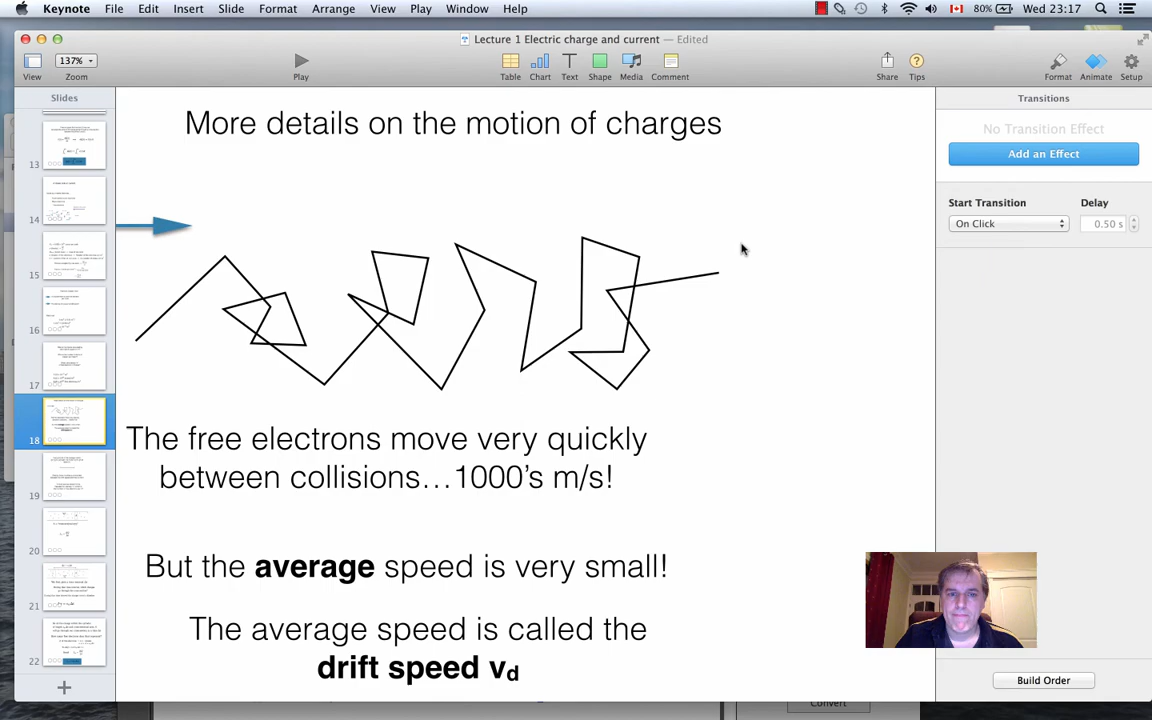 Keynote File Edit Insert Slide Format Arrange View Play Window Help 80% Wed 23:17
Lecture 1 Electric charge and current — Edited
137%
View Zoom Play Table Chart Text Shape Media Comment Share Tips Format Animate Setup
Slides
13
14
15
16
17
18
19
20
21
22
More details on the motion of charges
The free electrons move very quickly
between collisions…1000's m/s!
But the average speed is very small!
The average speed is called the
drift speed vd
Transitions
No Transition Effect
Add an Effect
Start Transition Delay
On Click 0.50 s
Build Order
Convert